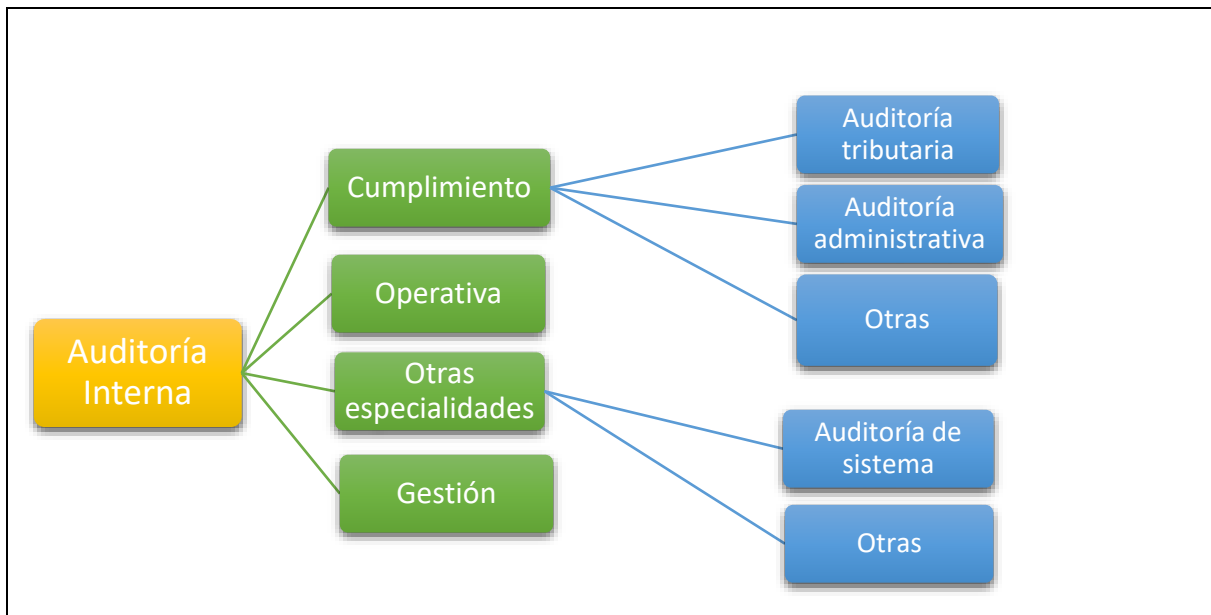 Auditoría
Interna
Cumplimiento
Operativa
Otras
especialidades
Gestión
Auditoría
tributaria
Auditoría
administrativa
Otras
Auditoría de
sistema
Otras